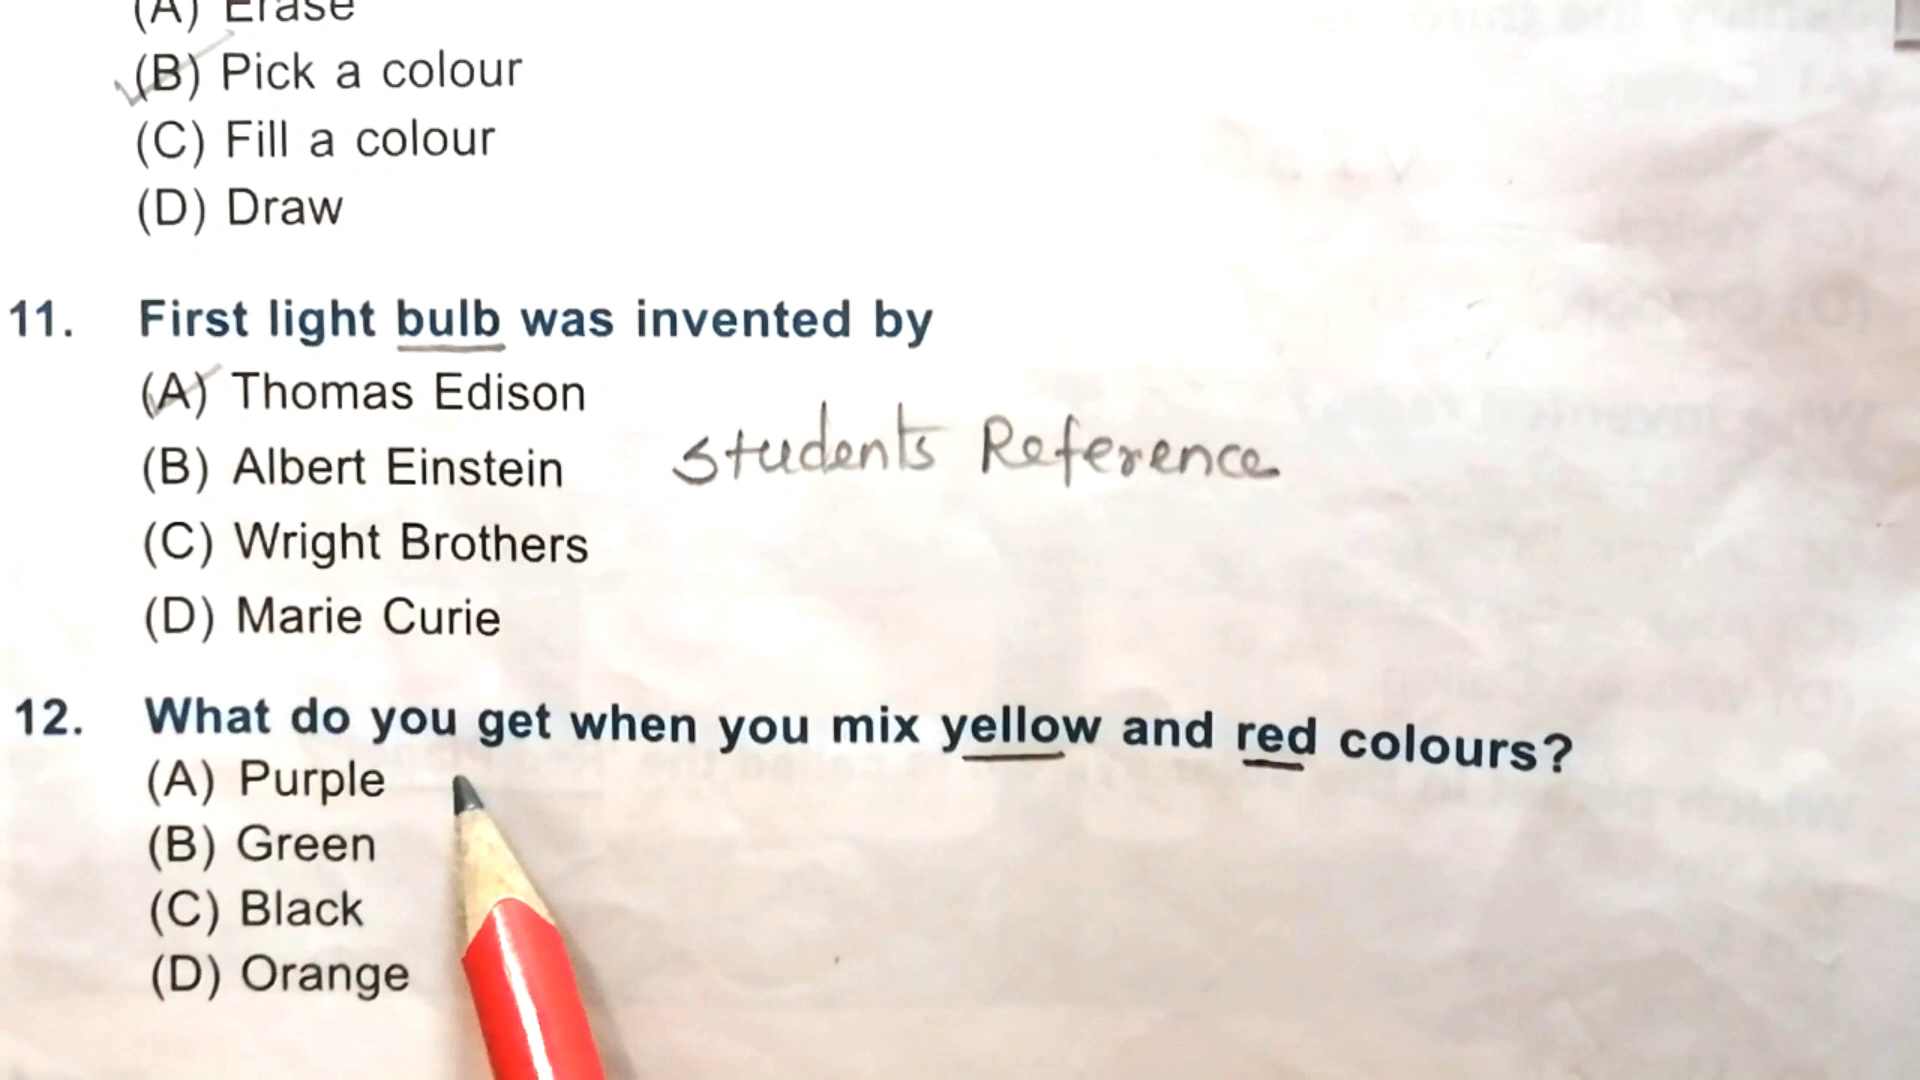 (A) Erase
(B) Pick a colour
(C) Fill a colour
(D) Draw
11. First light bulb was invented by
(A) Thomas Edison
(B) Albert Einstein
(C) Wright Brothers
(D) Marie Curie
Students Reference
12. What do you get when you mix yellow and red colours?
(A) Purple
(B) Green
(C) Black
(D) Orange